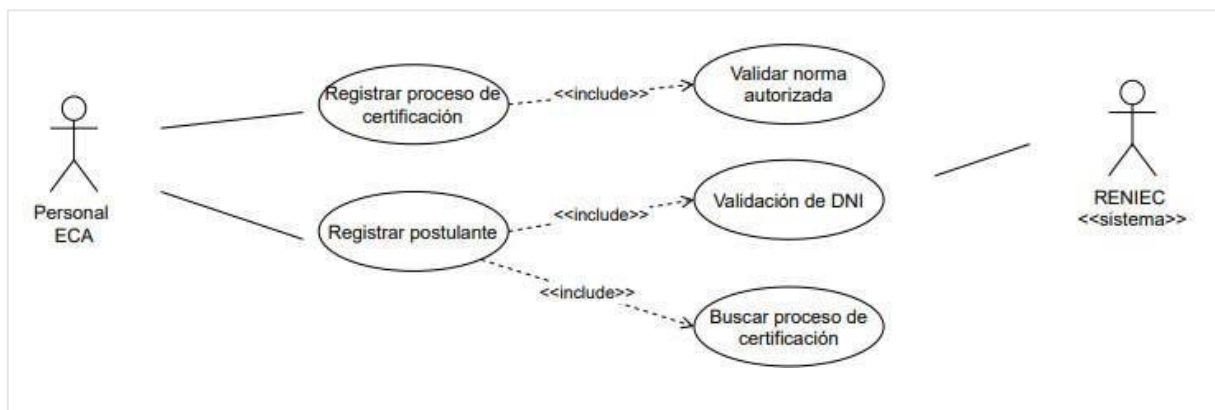 Registrar proceso de
certificación
<<include>>
Validar norma
autorizada
Personal
ECA
Registrar postulante
<<include>>
Validación de DNI
RENIEC
<<sistema>>
<<include>>
Buscar proceso de
certificación